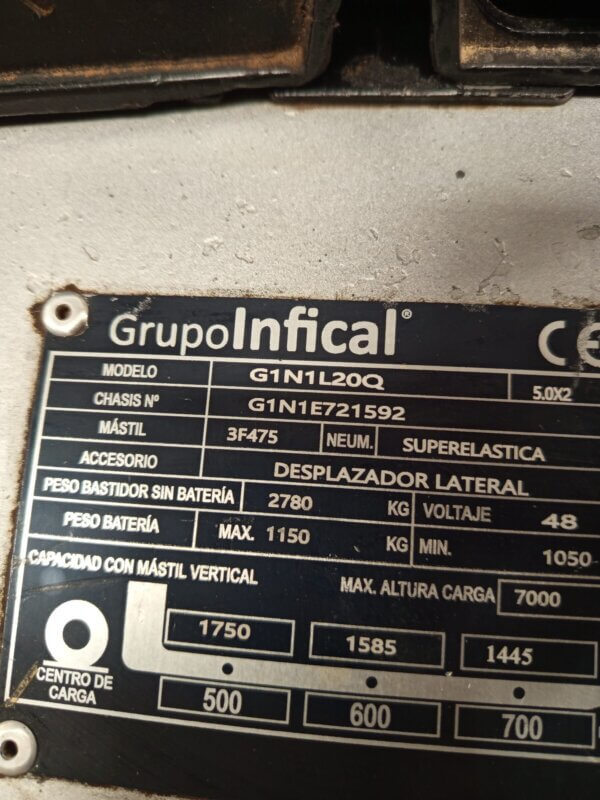 GrupoInfical® CE
MODELO G1N1L20Q 5.0X2
CHASIS Nº G1N1E721592
MÁSTIL 3F475 NEUM. SUPERELASTICA
ACCESORIO DESPLAZADOR LATERAL
PESO BASTIDOR SIN BATERÍA 2780 KG VOLTAJE 48
PESO BATERÍA MAX. 1150 KG MIN. 1050
CAPACIDAD CON MÁSTIL VERTICAL MAX. ALTURA CARGA 7000
1750 1585 1445
CENTRO DE
CARGA
500 600 700